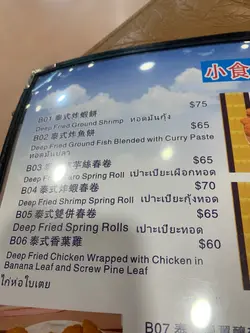 小食
B01 泰式炸蝦餅 $75
Deep Fried Ground Shrimp ทอดมันกุ้ง
B02 泰式炸魚餅 $65
Deep Fried Ground Fish Blended with Curry Paste
ทอดมันปลา
B03 芋絲春卷 $65
Deep Fried Taro Spring Roll เปาะเปี๊ยะเผือกทอด
B04 泰式炸蝦春卷 $70
Deep Fried Shrimp Spring Roll เปาะเปี๊ยะกุ้งทอด
B05 泰式雙併春卷 $65
Deep Fried Spring Rolls เปาะเปี๊ยะทอด
B06 泰式香葉雞 $60
Deep Fried Chicken Wrapped with Chicken in
Banana Leaf and Screw Pine Leaf
ไก่ห่อใบเตย
B07 泰